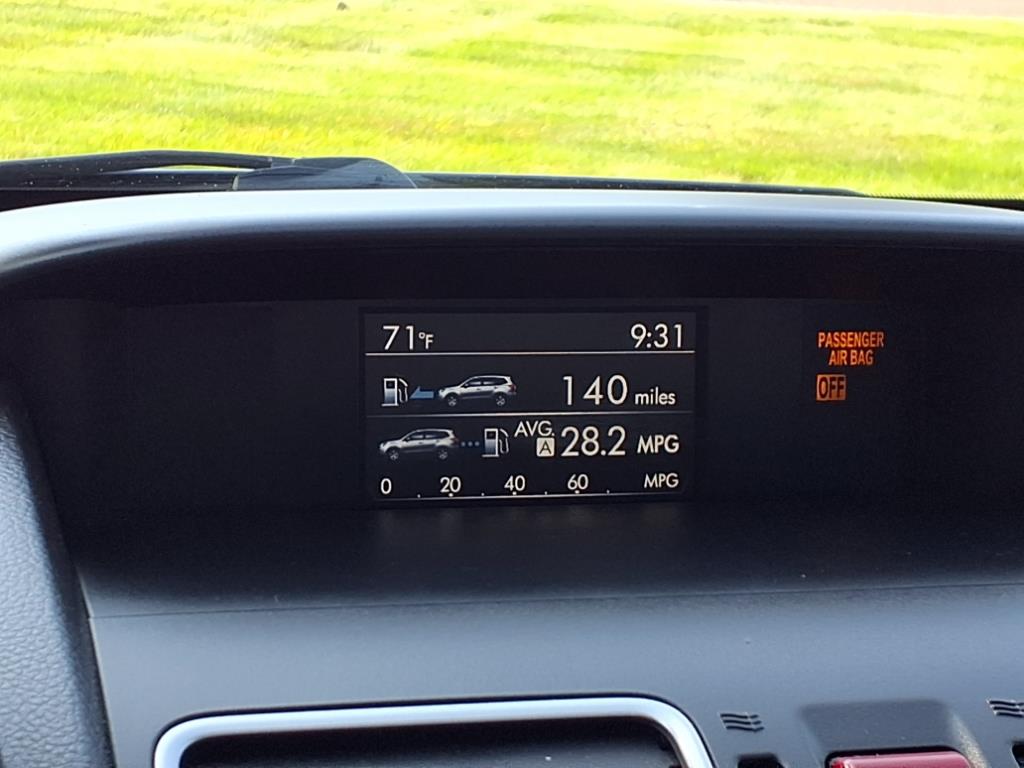 71°F 9:31
140 miles
AVG. A 28.2 MPG
0 . 20 . 40 . 60 . MPG
PASSENGER
AIR BAG
OFF